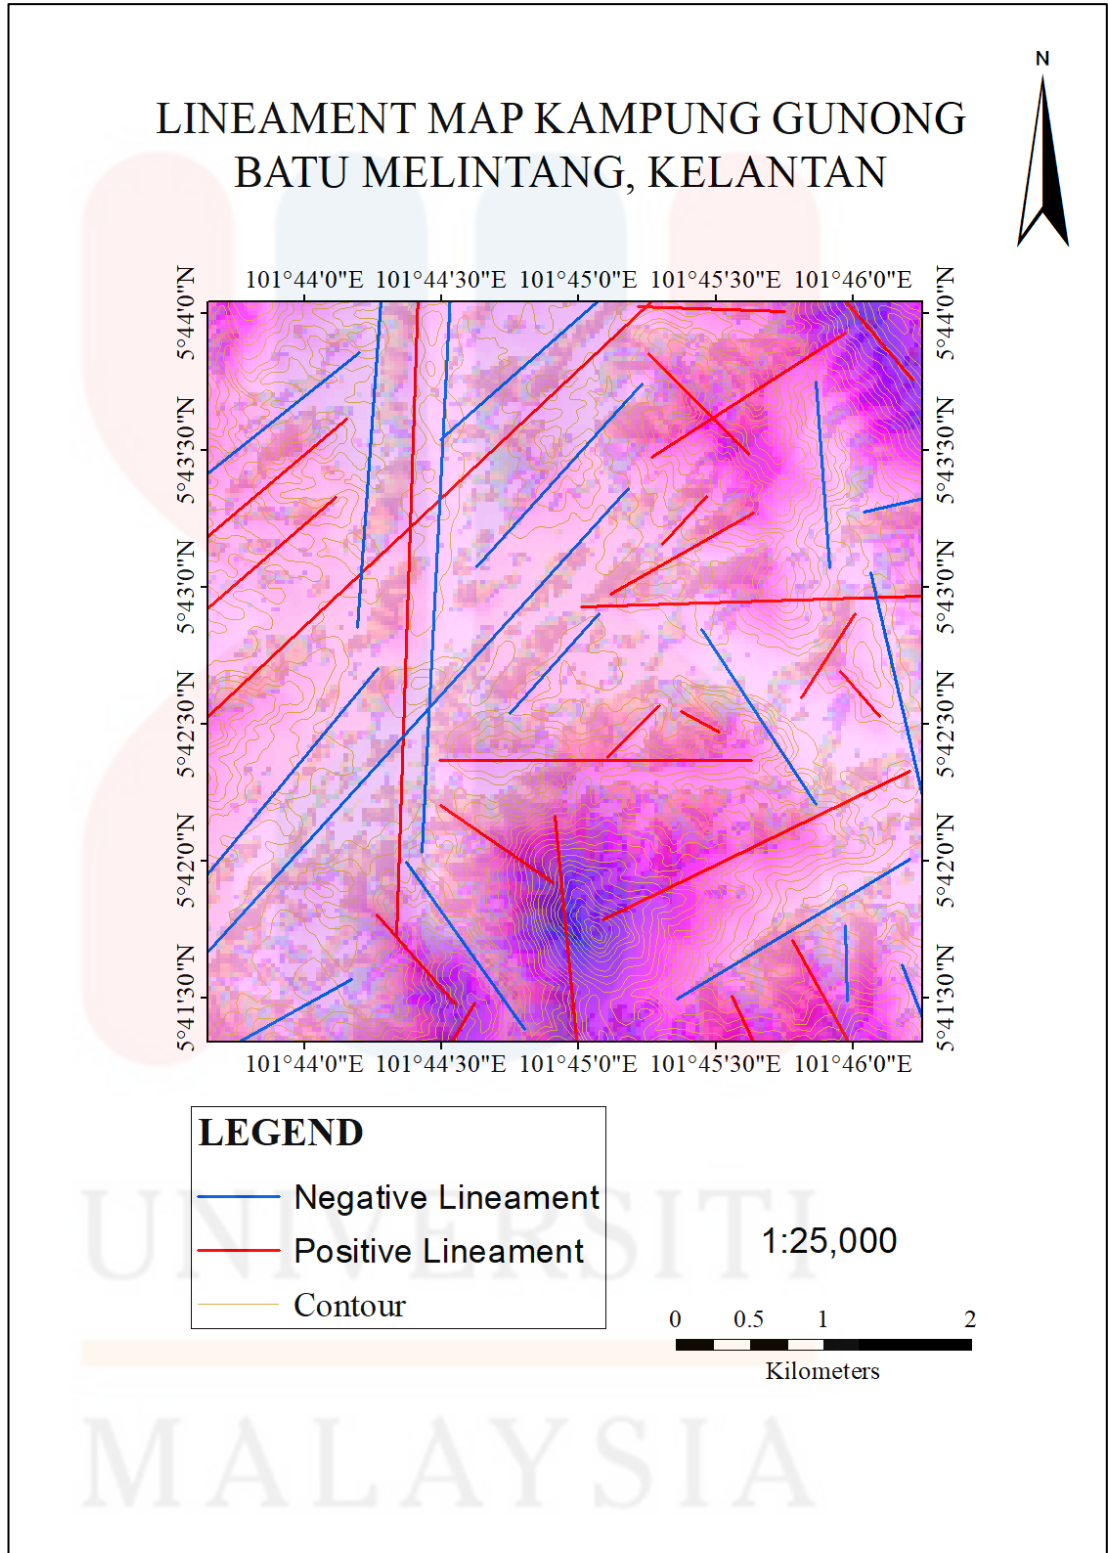 N
LINEAMENT MAP KAMPUNG GUNONG
BATU MELINTANG, KELANTAN
101°44'0"E 101°44'30"E 101°45'0"E 101°45'30"E 101°46'0"E
5°44'0"N 5°44'0"N
5°43'30"N 5°43'30"N
5°43'0"N 5°43'0"N
5°42'30"N 5°42'30"N
5°42'0"N 5°42'0"N
5°41'30"N 5°41'30"N
101°44'0"E 101°44'30"E 101°45'0"E 101°45'30"E 101°46'0"E
LEGEND
Negative Lineament
Positive Lineament
Contour
UNIVERSITI
1:25,000
0 0.5 1 2
Kilometers
MALAYSIA